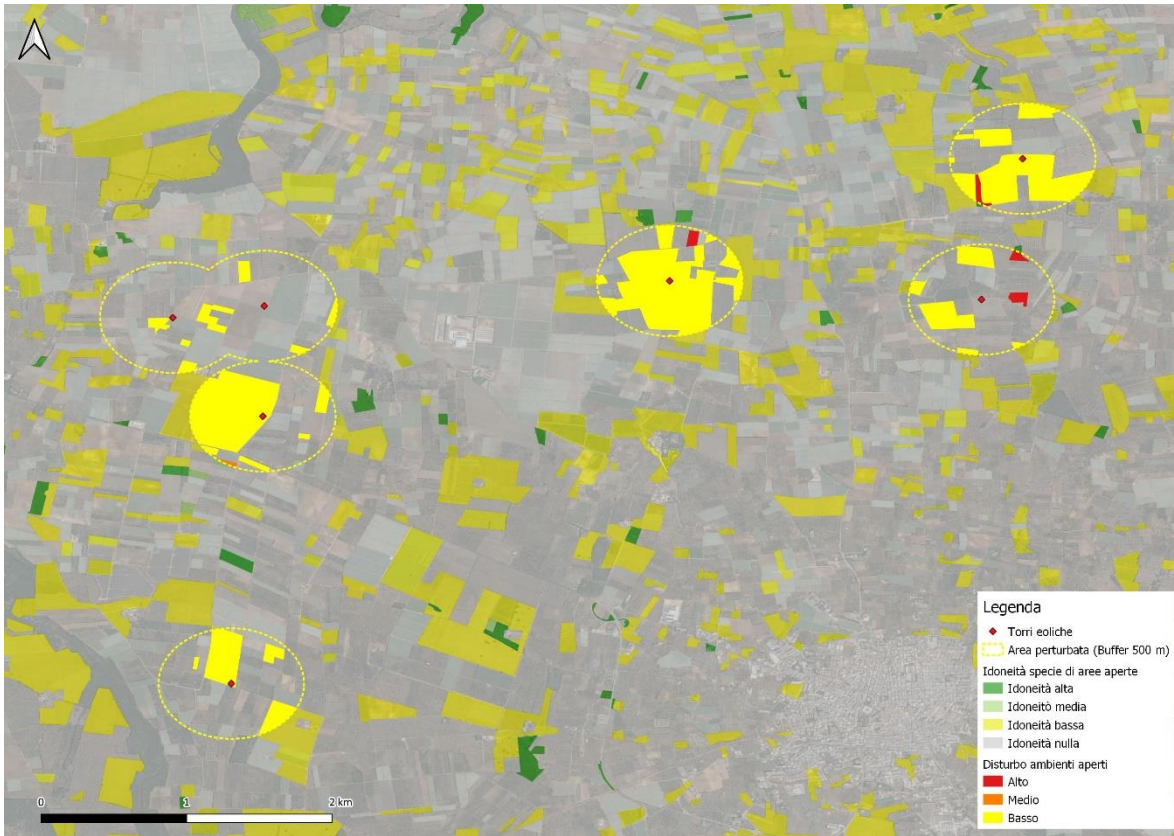 Legenda
Torri eoliche
Area perturbata (Buffer 500 m)
Idoneità specie di aree aperte
Idoneità alta
Idoneitò media
Idoneità bassa
Idoneità nulla
Disturbo ambienti aperti
Alto
Medio
Basso
0 1 2 km